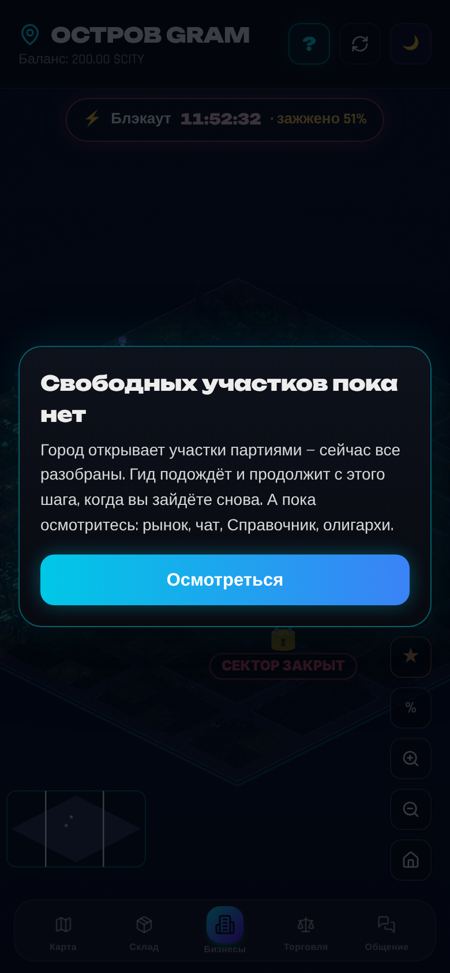 ОСТРОВ GRAM
Баланс: 200.00 $CITY
?
Блэкаут 11:52:32 · зажжено 51%
Свободных участков пока
нет
Город открывает участки партиями – сейчас все
разобраны. Гид подождёт и продолжит с этого
шага, когда вы зайдёте снова. А пока
осмотритесь: рынок, чат, Справочник, олигархи.
Осмотреться
СЕКТОР ЗАКРЫТ
%
Карта Склад Бизнесы Торговля Общение